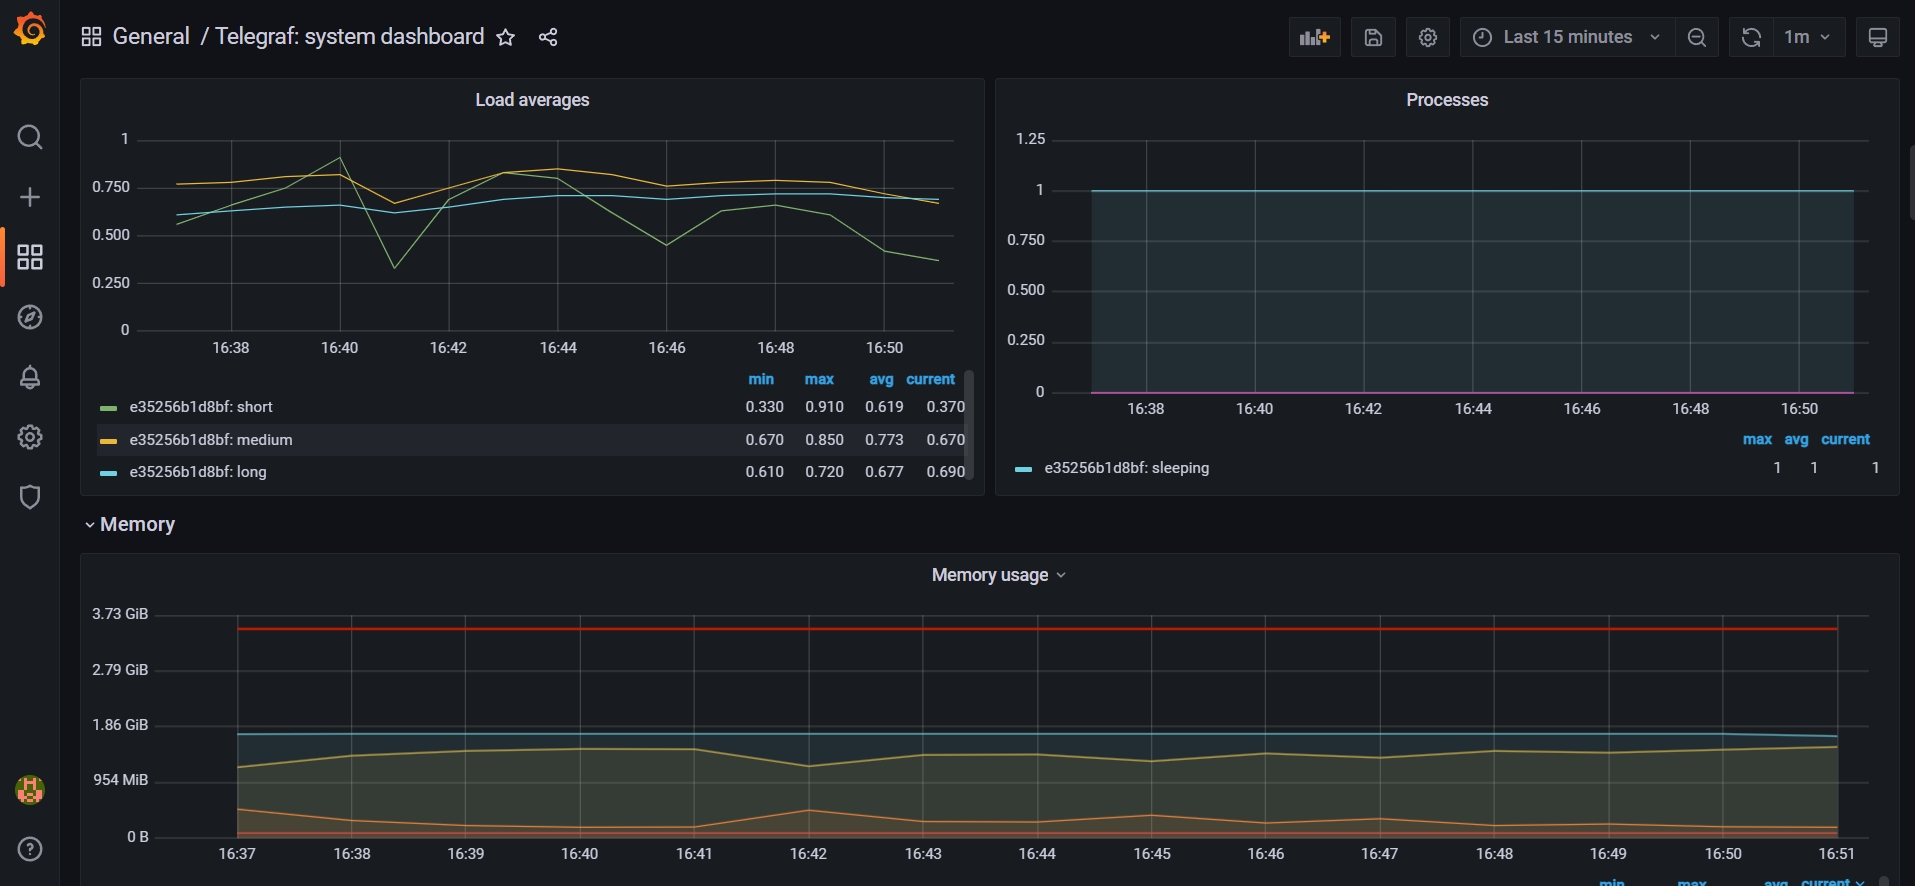 General / Telegraf: system dashboard
Last 15 minutes
1m
Load averages
1
0.750
0.500
0.250
0
16:38 16:40 16:42 16:44 16:46 16:48 16:50
min max avg current
e35256b1d8bf: short 0.330 0.910 0.619 0.370
e35256b1d8bf: medium 0.670 0.850 0.773 0.670
e35256b1d8bf: long 0.610 0.720 0.677 0.690
Processes
1.25
1
0.750
0.500
0.250
0
16:38 16:40 16:42 16:44 16:46 16:48 16:50
max avg current
e35256b1d8bf: sleeping 1 1 1
Memory
Memory usage
3.73 GiB
2.79 GiB
1.86 GiB
954 MiB
0 B
16:37 16:38 16:39 16:40 16:41 16:42 16:43 16:44 16:45 16:46 16:47 16:48 16:49 16:50 16:51
min max avg current